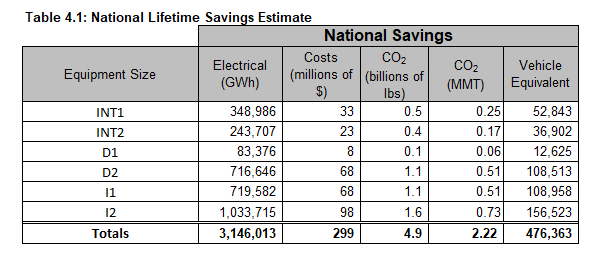 Table 4.1: National Lifetime Savings Estimate
National Savings
Equipment Size
Electrical
(GWh)
Costs
(millions of
$)
CO₂
(billions of
lbs)
CO₂
(MMT)
Vehicle
Equivalent
INT1 348,986 33 0.5 0.25 52,843
INT2 243,707 23 0.4 0.17 36,902
D1 83,376 8 0.1 0.06 12,625
D2 716,646 68 1.1 0.51 108,513
I1 719,582 68 1.1 0.51 108,958
I2 1,033,715 98 1.6 0.73 156,523
Totals 3,146,013 299 4.9 2.22 476,363